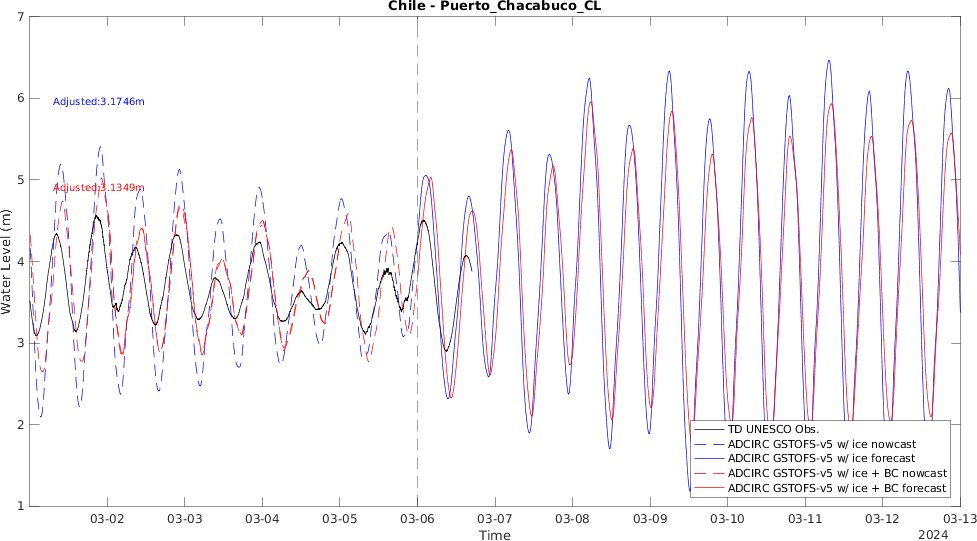 Chile - Puerto_Chacabuco_CL
7
6
5
4
3
2
1
Water Level (m)
Adjusted:3.1746m
Adjusted:3.1349m
TD UNESCO Obs.
ADCIRC GSTOFS-v5 w/ ice nowcast
ADCIRC GSTOFS-v5 w/ ice forecast
ADCIRC GSTOFS-v5 w/ ice + BC nowcast
ADCIRC GSTOFS-v5 w/ ice + BC forecast
03-02 03-03 03-04 03-05 03-06 03-07 03-08 03-09 03-10 03-11 03-12 03-13
Time
2024